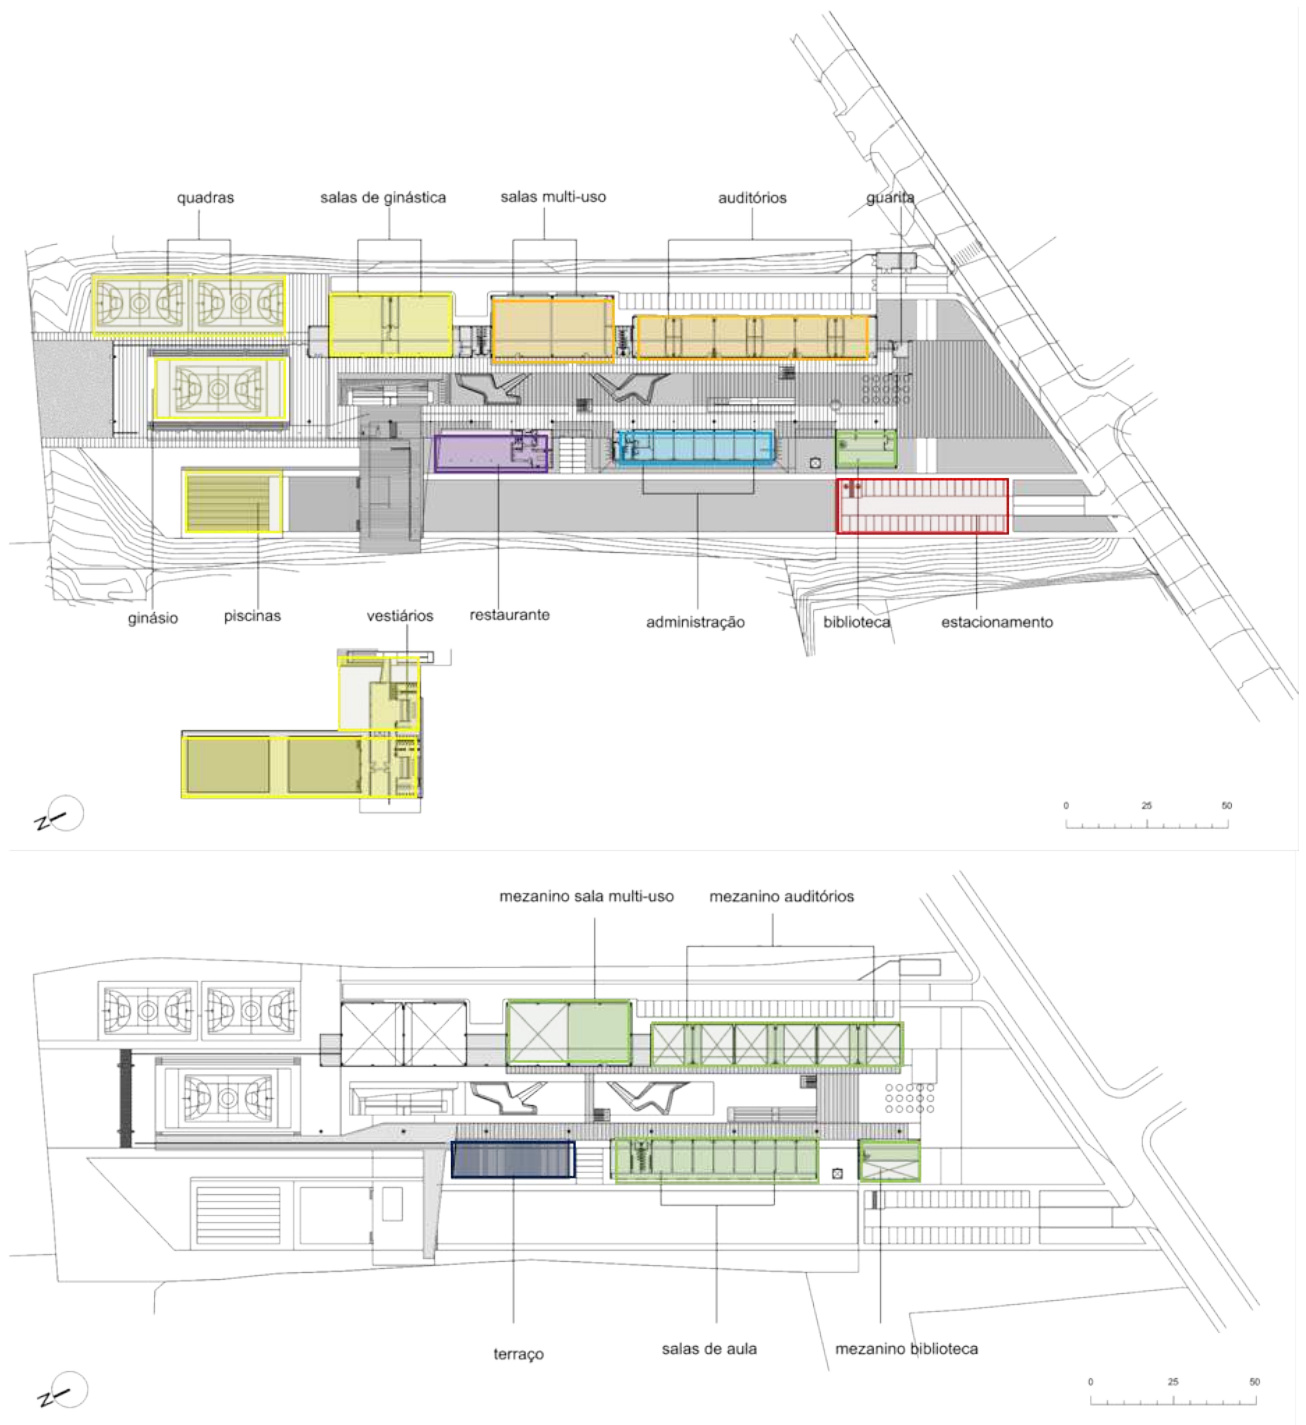 quadras
salas de ginástica
salas multi-uso
auditórios
guarita
ginásio
piscinas
vestiários
restaurante
administração
biblioteca
estacionamento
N
0 25 50
mezanino sala multi-uso
mezanino auditórios
terraço
salas de aula
mezanino biblioteca
N
0 25 50